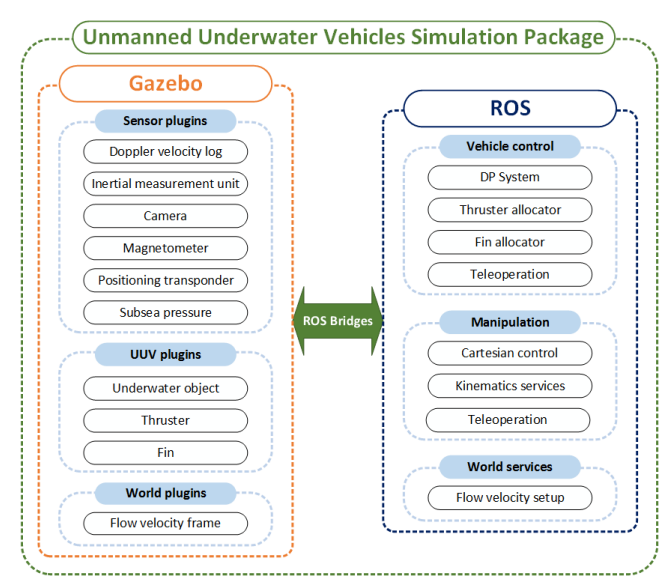 Unmanned Underwater Vehicles Simulation Package
Gazebo
Sensor plugins
Doppler velocity log
Inertial measurement unit
Camera
Magnetometer
Positioning transponder
Subsea pressure
UUV plugins
Underwater object
Thruster
Fin
World plugins
Flow velocity frame
ROS Bridges
ROS
Vehicle control
DP System
Thruster allocator
Fin allocator
Teleoperation
Manipulation
Cartesian control
Kinematics services
Teleoperation
World services
Flow velocity setup